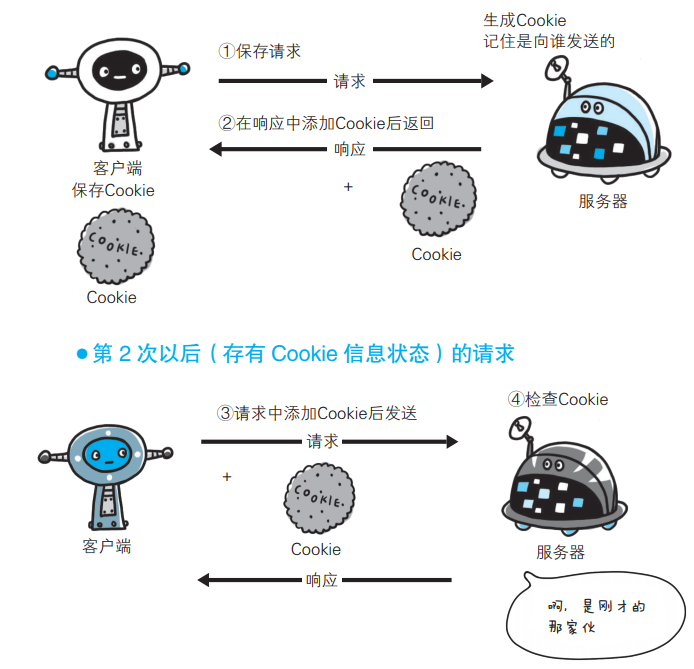 生成Cookie
记住是向谁发送的
①保存请求
请求
②在响应中添加Cookie后返回
响应
客户端
保存Cookie
+
COOKIE.
服务器
Cookie
COOKIE.
Cookie
●第 2 次以后（存有 Cookie 信息状态）的请求
④检查Cookie
③请求中添加Cookie后发送
请求
+
COOKIE.
客户端
Cookie
服务器
响应
啊，是刚才的
那家伙